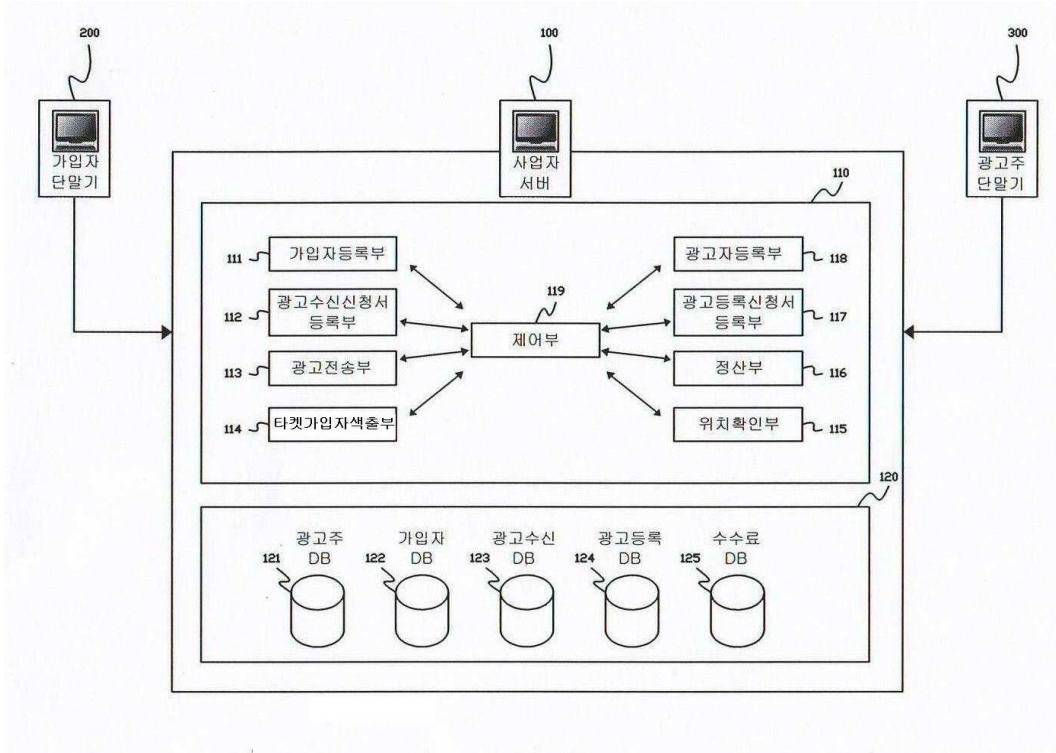 200
100
300
가입자
단말기
사업자
서버
광고주
단말기
110
111
가입자등록부
광고자등록부
118
112
광고수신신청서
등록부
119
제어부
광고등록신청서
등록부
117
113
광고전송부
정산부
116
114
타켓가입자색출부
위치확인부
115
120
광고주
DB
121
가입자
DB
122
광고수신
DB
123
광고등록
DB
124
수수료
DB
125